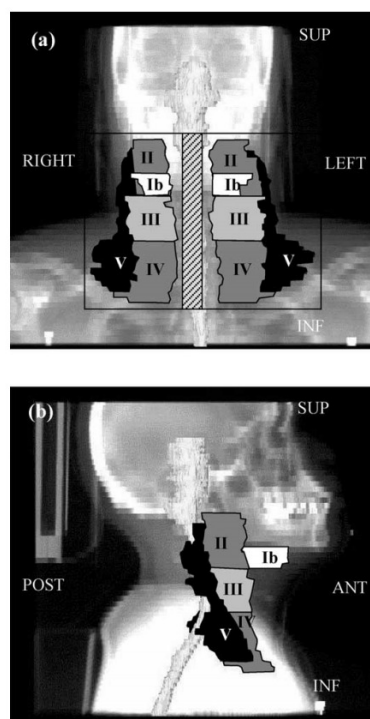 (a)
SUP
RIGHT
LEFT
II
II
Ib
Ib
III
III
V
IV
IV
V
INF
(b)
SUP
II
Ib
POST
ANT
III
IV
V
INF